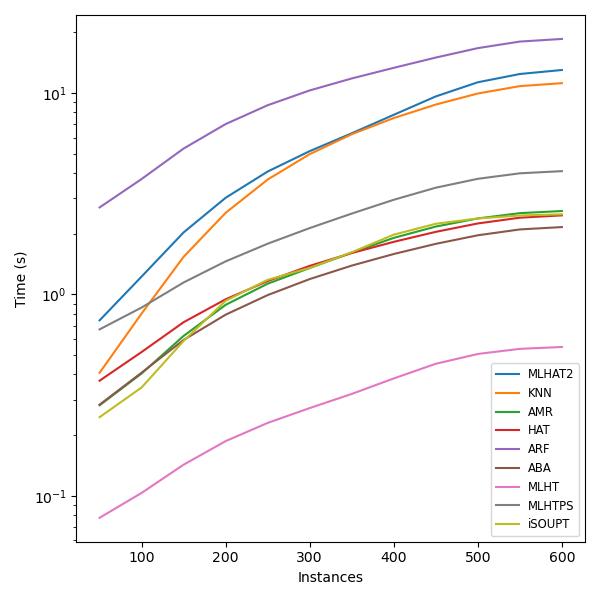 Time (s)
10¹
10⁰
10⁻¹
100 200 300 400 500 600
Instances
MLHAT2
KNN
AMR
HAT
ARF
ABA
MLHT
MLHTPS
iSOUPT